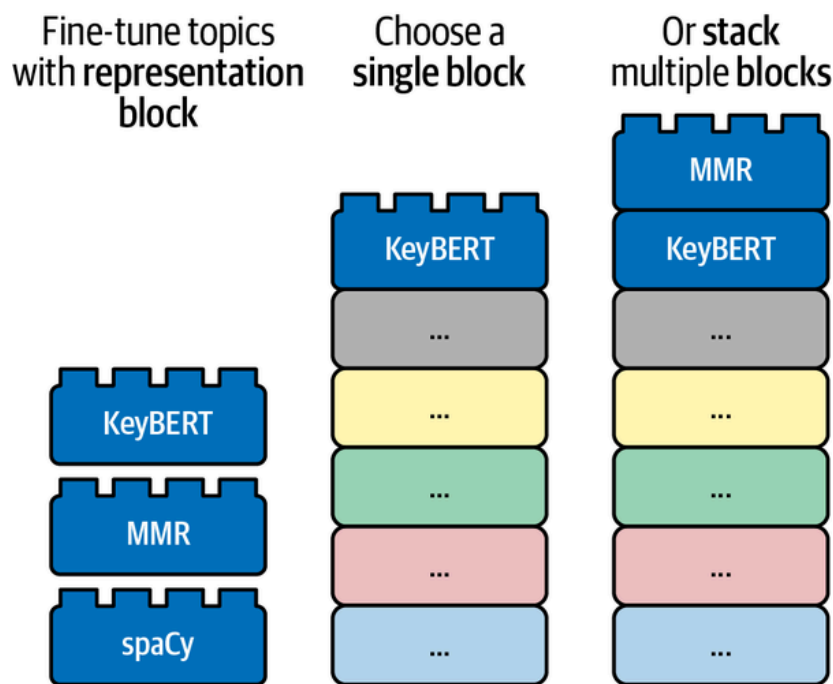 Fine-tune topics
with representation
block
KeyBERT
MMR
spaCy
Choose a
single block
KeyBERT
...
...
...
...
...
Or stack
multiple blocks
MMR
KeyBERT
...
...
...
...
...